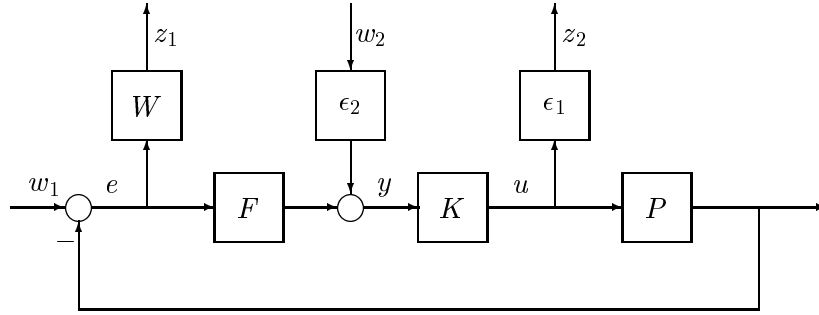 z₁ w₂ z₂
W ϵ₂ ϵ₁
w₁ e F y K u P
−